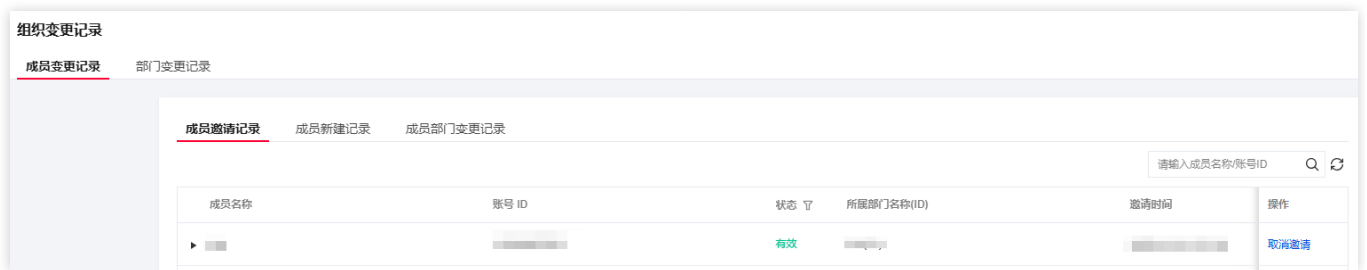 组织变更记录
成员变更记录 部门变更记录
成员邀请记录 成员新建记录 成员部门变更记录
请输入成员名称/账号ID
成员名称 账号 ID 状态 所属部门名称(ID) 邀请时间 操作
有效 取消邀请